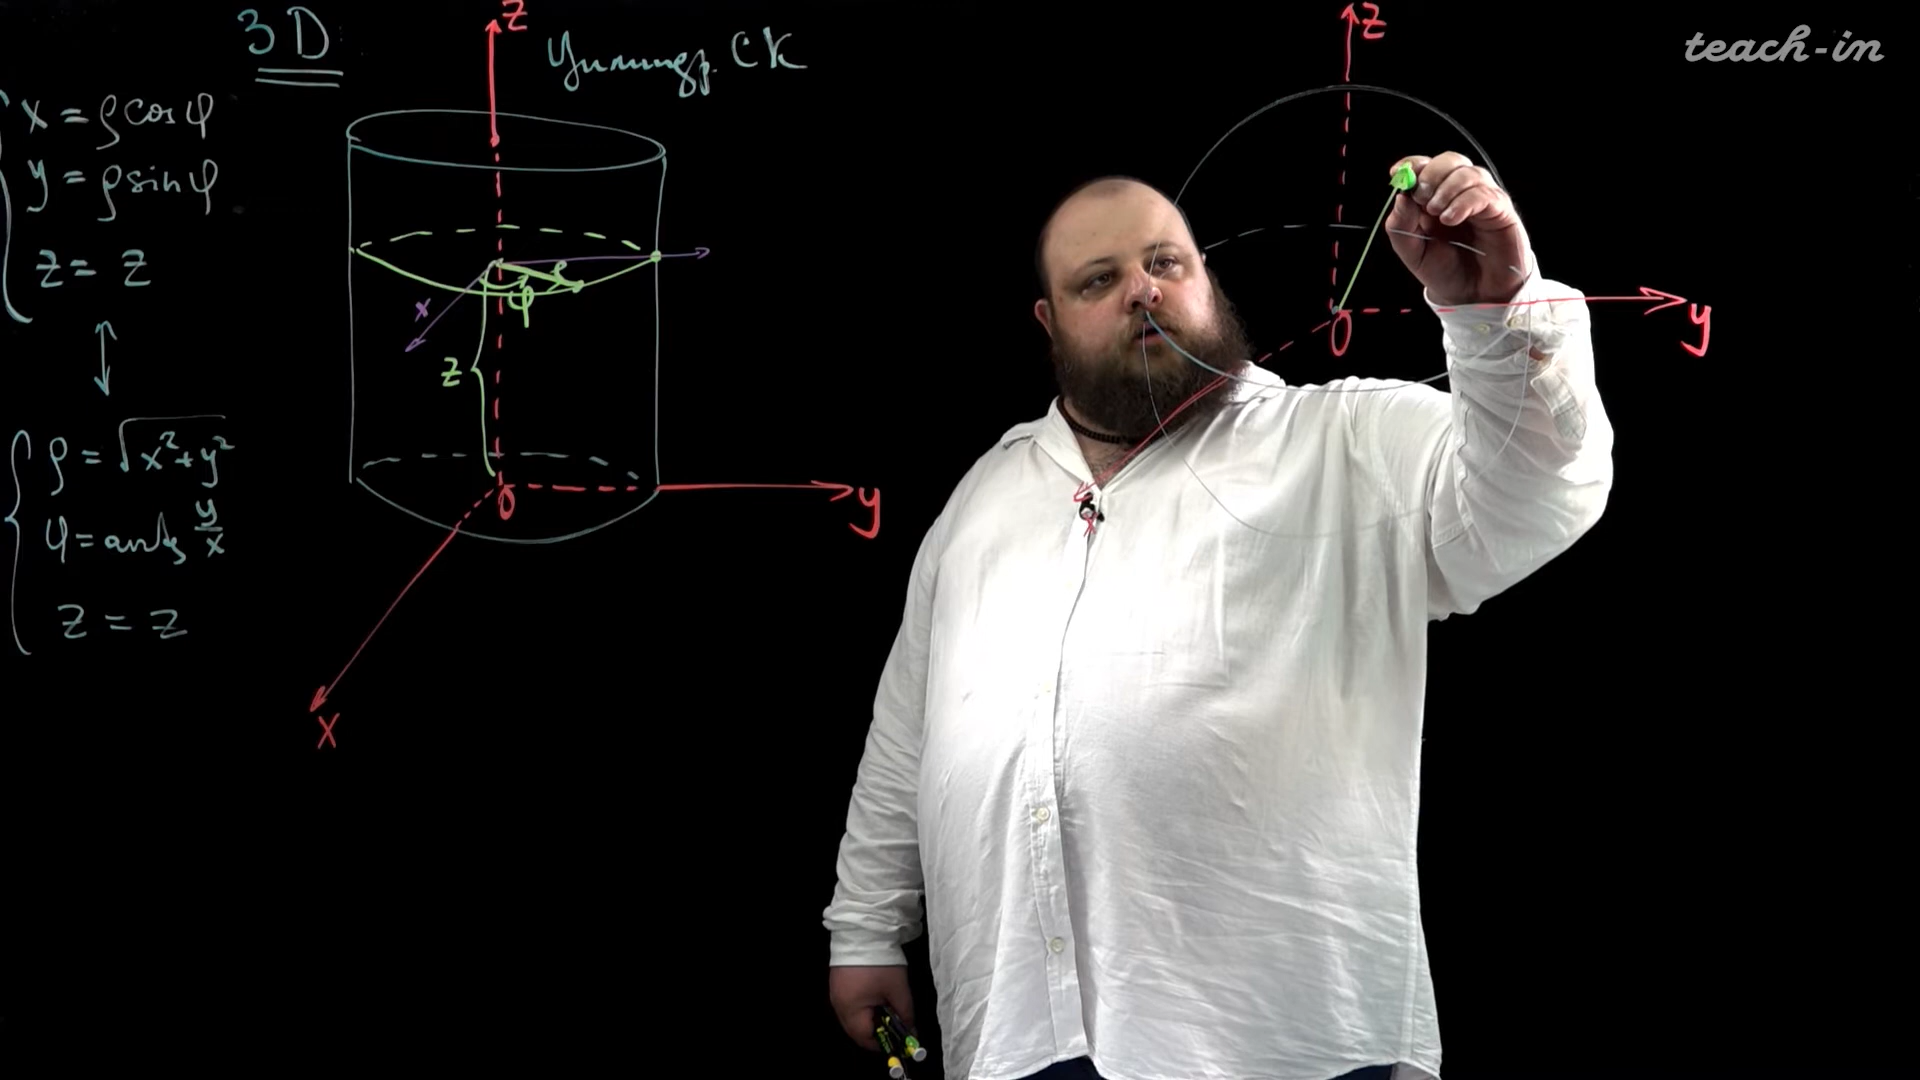 3D
Цилиндр. СК
x = ρ cos φ
y = ρ sin φ
z = z
ρ = √x²+y²
φ = arctg y/x
z = z
z
x
φ
ρ
z
0
y
x
z
0
y
x
teach-in